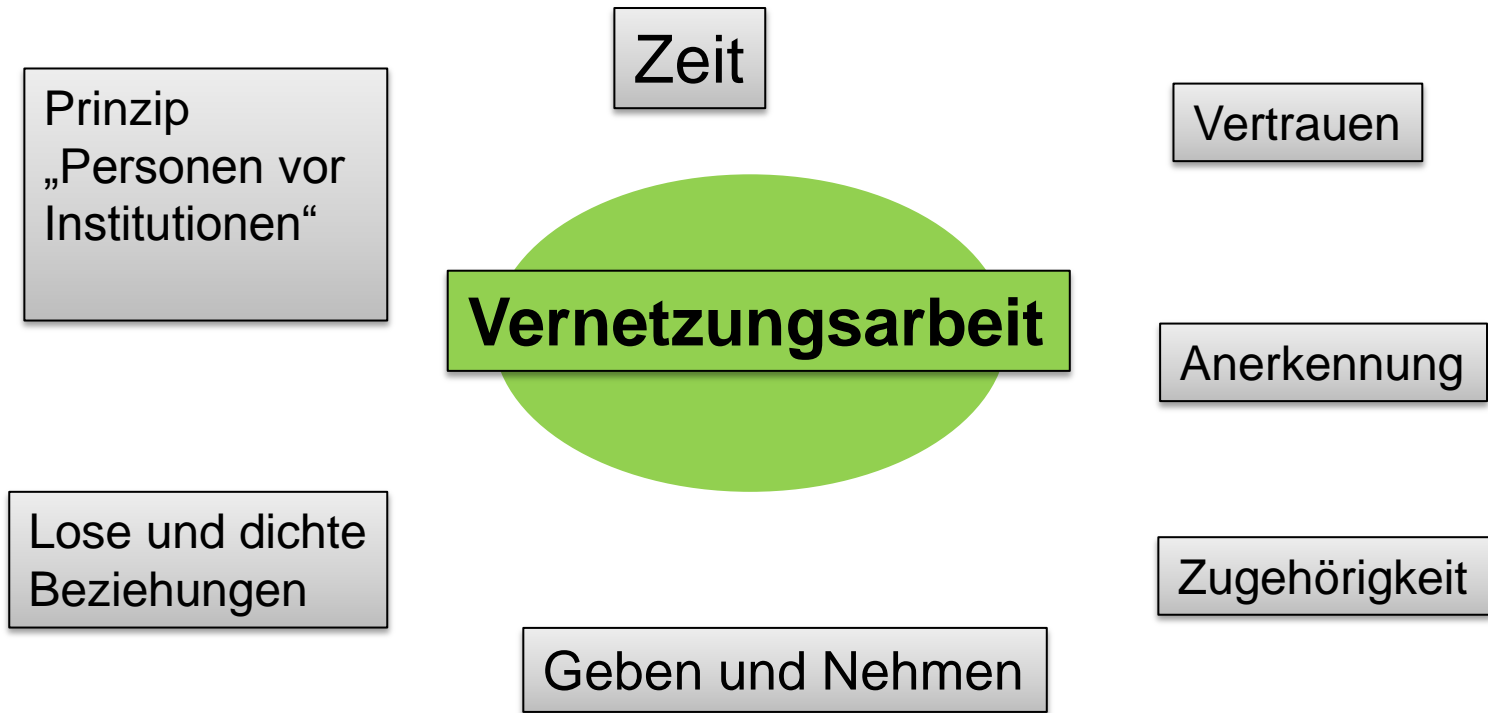 Zeit
Prinzip
„Personen vor
Institutionen“
Vertrauen
Vernetzungsarbeit
Anerkennung
Lose und dichte
Beziehungen
Zugehörigkeit
Geben und Nehmen